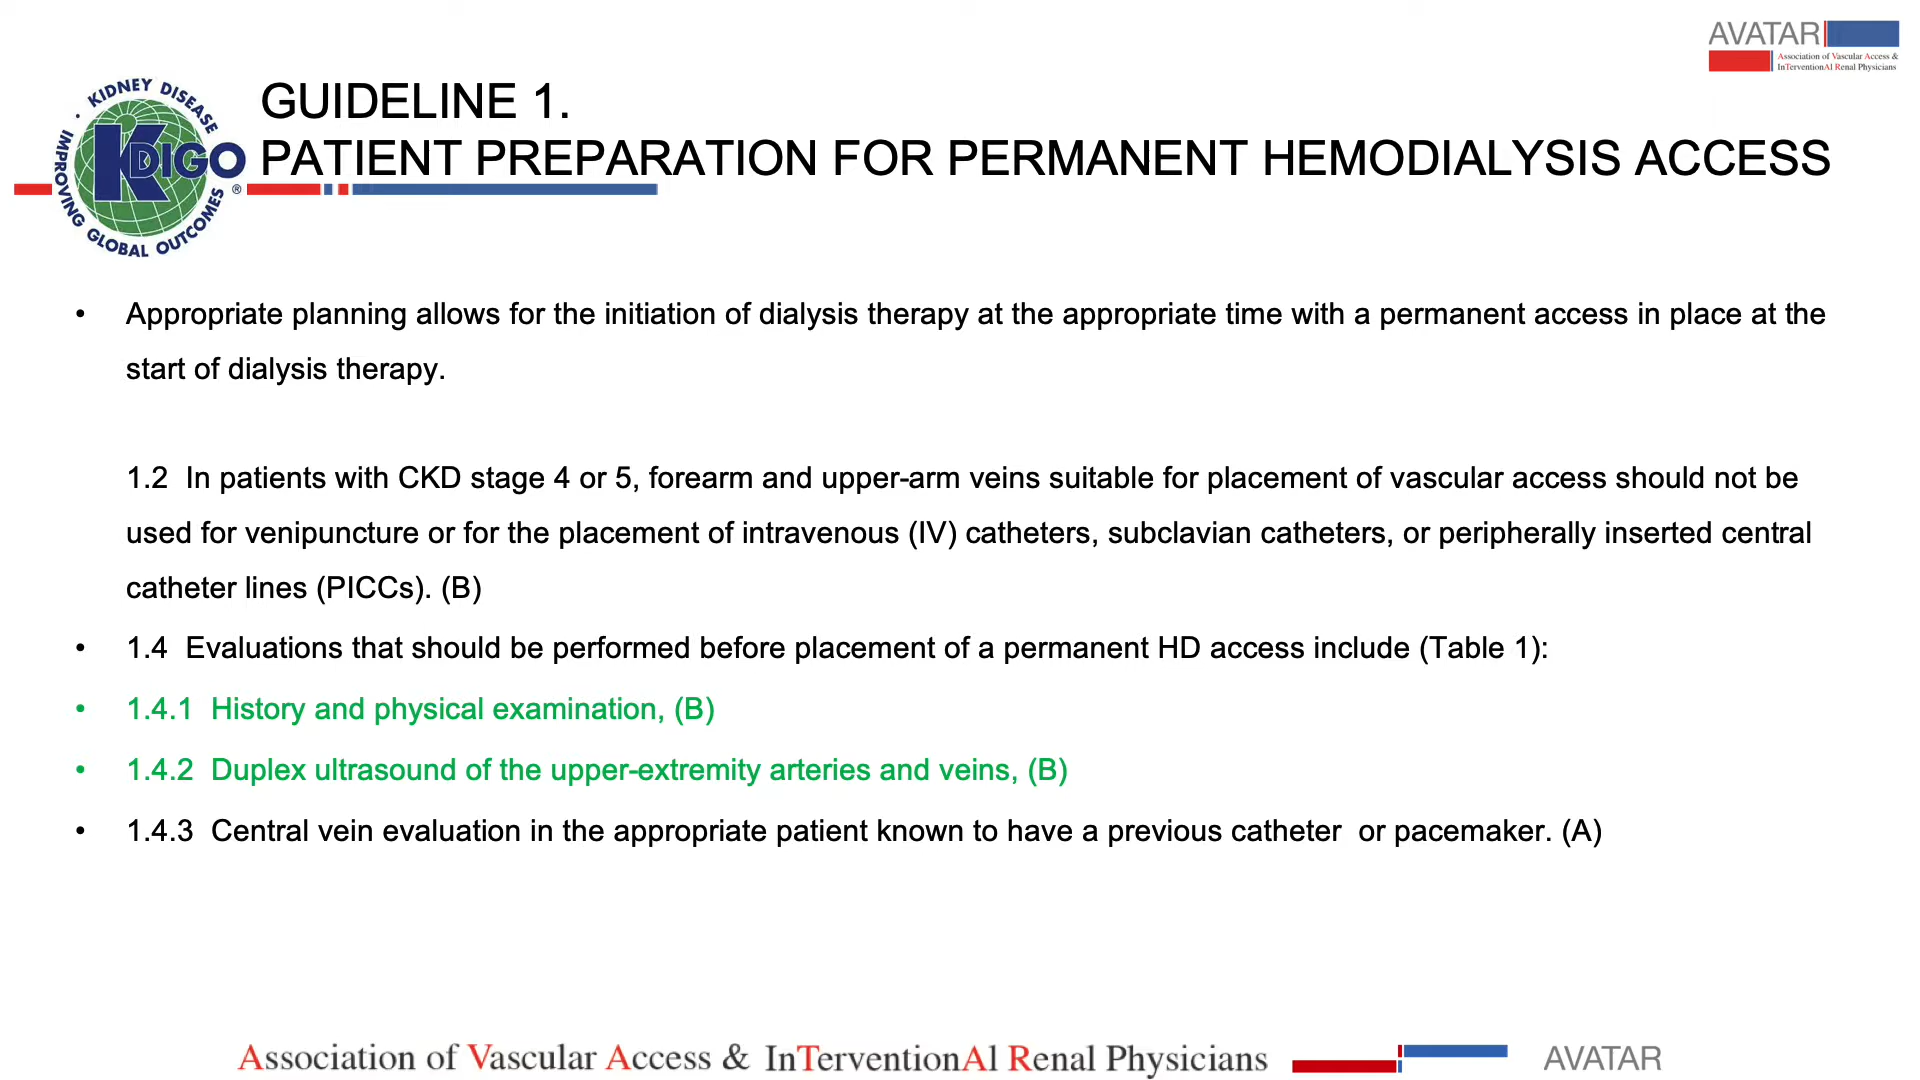 AVATAR
Association of Vascular Access &
InTerventionAl Renal Physicians
· KIDNEY DISEASE
IMPROVING GLOBAL OUTCOMES
KDIGO ®
GUIDELINE 1.
PATIENT PREPARATION FOR PERMANENT HEMODIALYSIS ACCESS
• Appropriate planning allows for the initiation of dialysis therapy at the appropriate time with a permanent access in place at the
start of dialysis therapy.
1.2 In patients with CKD stage 4 or 5, forearm and upper-arm veins suitable for placement of vascular access should not be
used for venipuncture or for the placement of intravenous (IV) catheters, subclavian catheters, or peripherally inserted central
catheter lines (PICCs). (B)
• 1.4 Evaluations that should be performed before placement of a permanent HD access include (Table 1):
• 1.4.1 History and physical examination, (B)
• 1.4.2 Duplex ultrasound of the upper-extremity arteries and veins, (B)
• 1.4.3 Central vein evaluation in the appropriate patient known to have a previous catheter or pacemaker. (A)
Association of Vascular Access & InTerventionAl Renal Physicians AVATAR